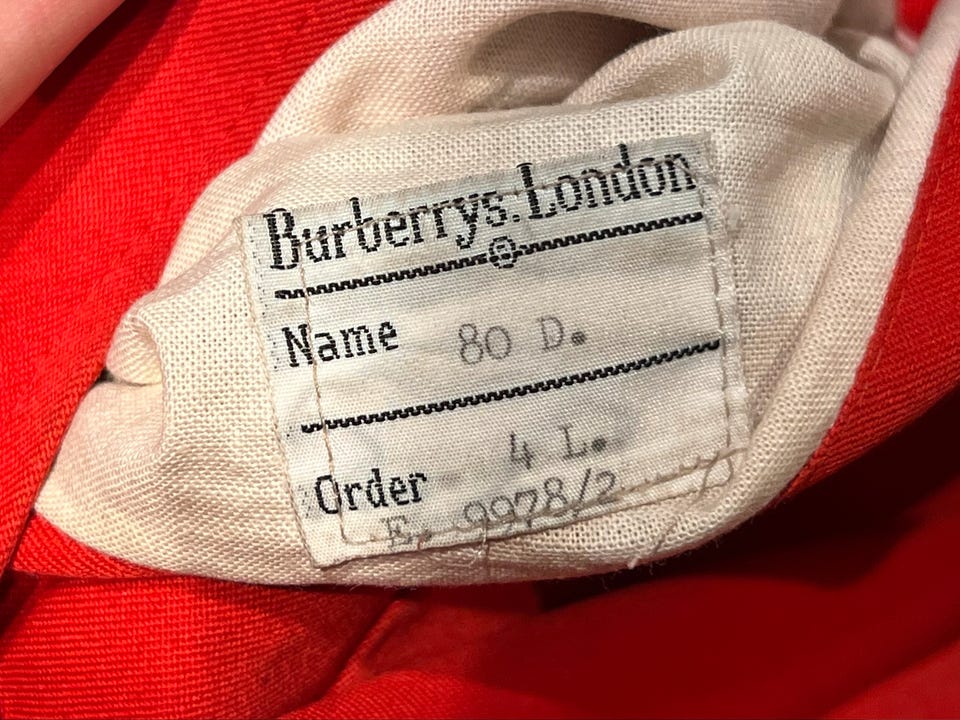 Burberrys. London
Name 80 D.
4 L.
Order
E. 9978/2